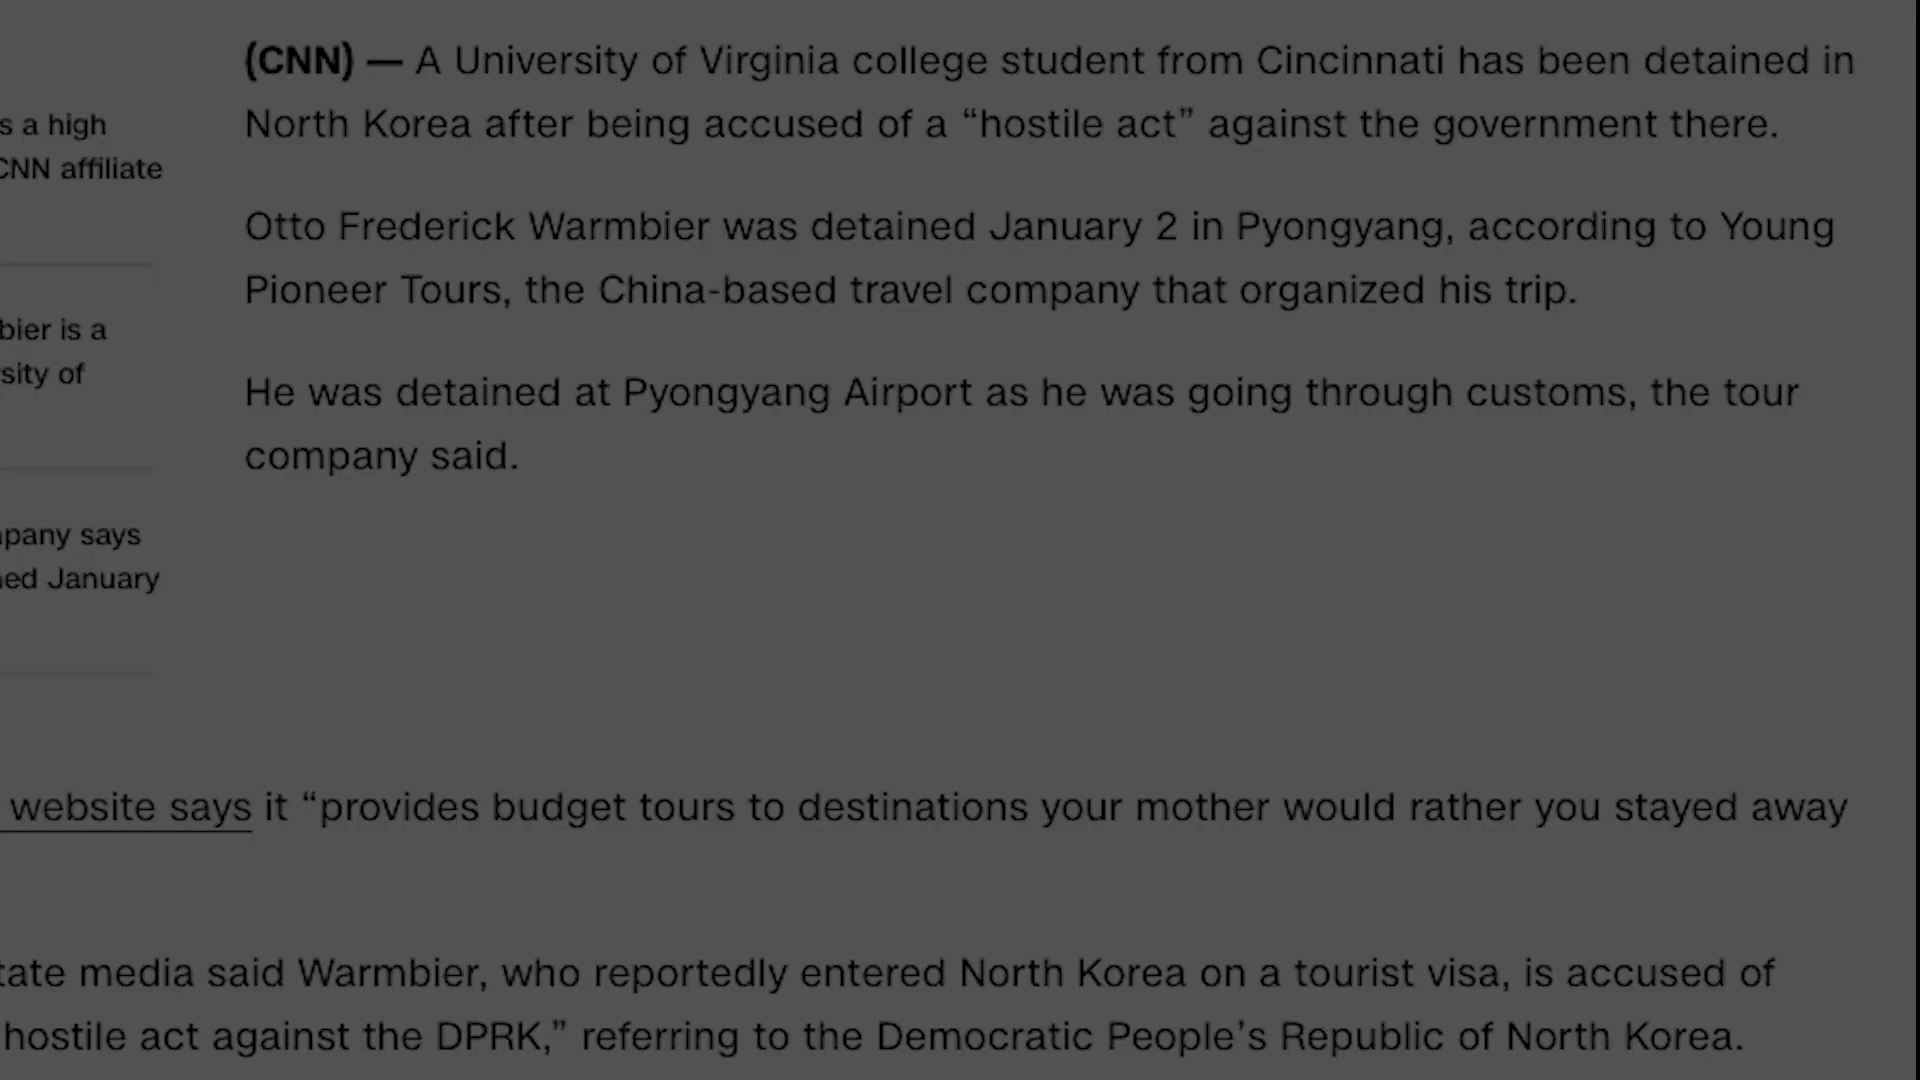 s a high
CNN affiliate
bier is a
sity of
pany says
ed January
(CNN) — A University of Virginia college student from Cincinnati has been detained in
North Korea after being accused of a “hostile act” against the government there.
Otto Frederick Warmbier was detained January 2 in Pyongyang, according to Young
Pioneer Tours, the China-based travel company that organized his trip.
He was detained at Pyongyang Airport as he was going through customs, the tour
company said.
website says it “provides budget tours to destinations your mother would rather you stayed away
tate media said Warmbier, who reportedly entered North Korea on a tourist visa, is accused of
hostile act against the DPRK,” referring to the Democratic People’s Republic of North Korea.